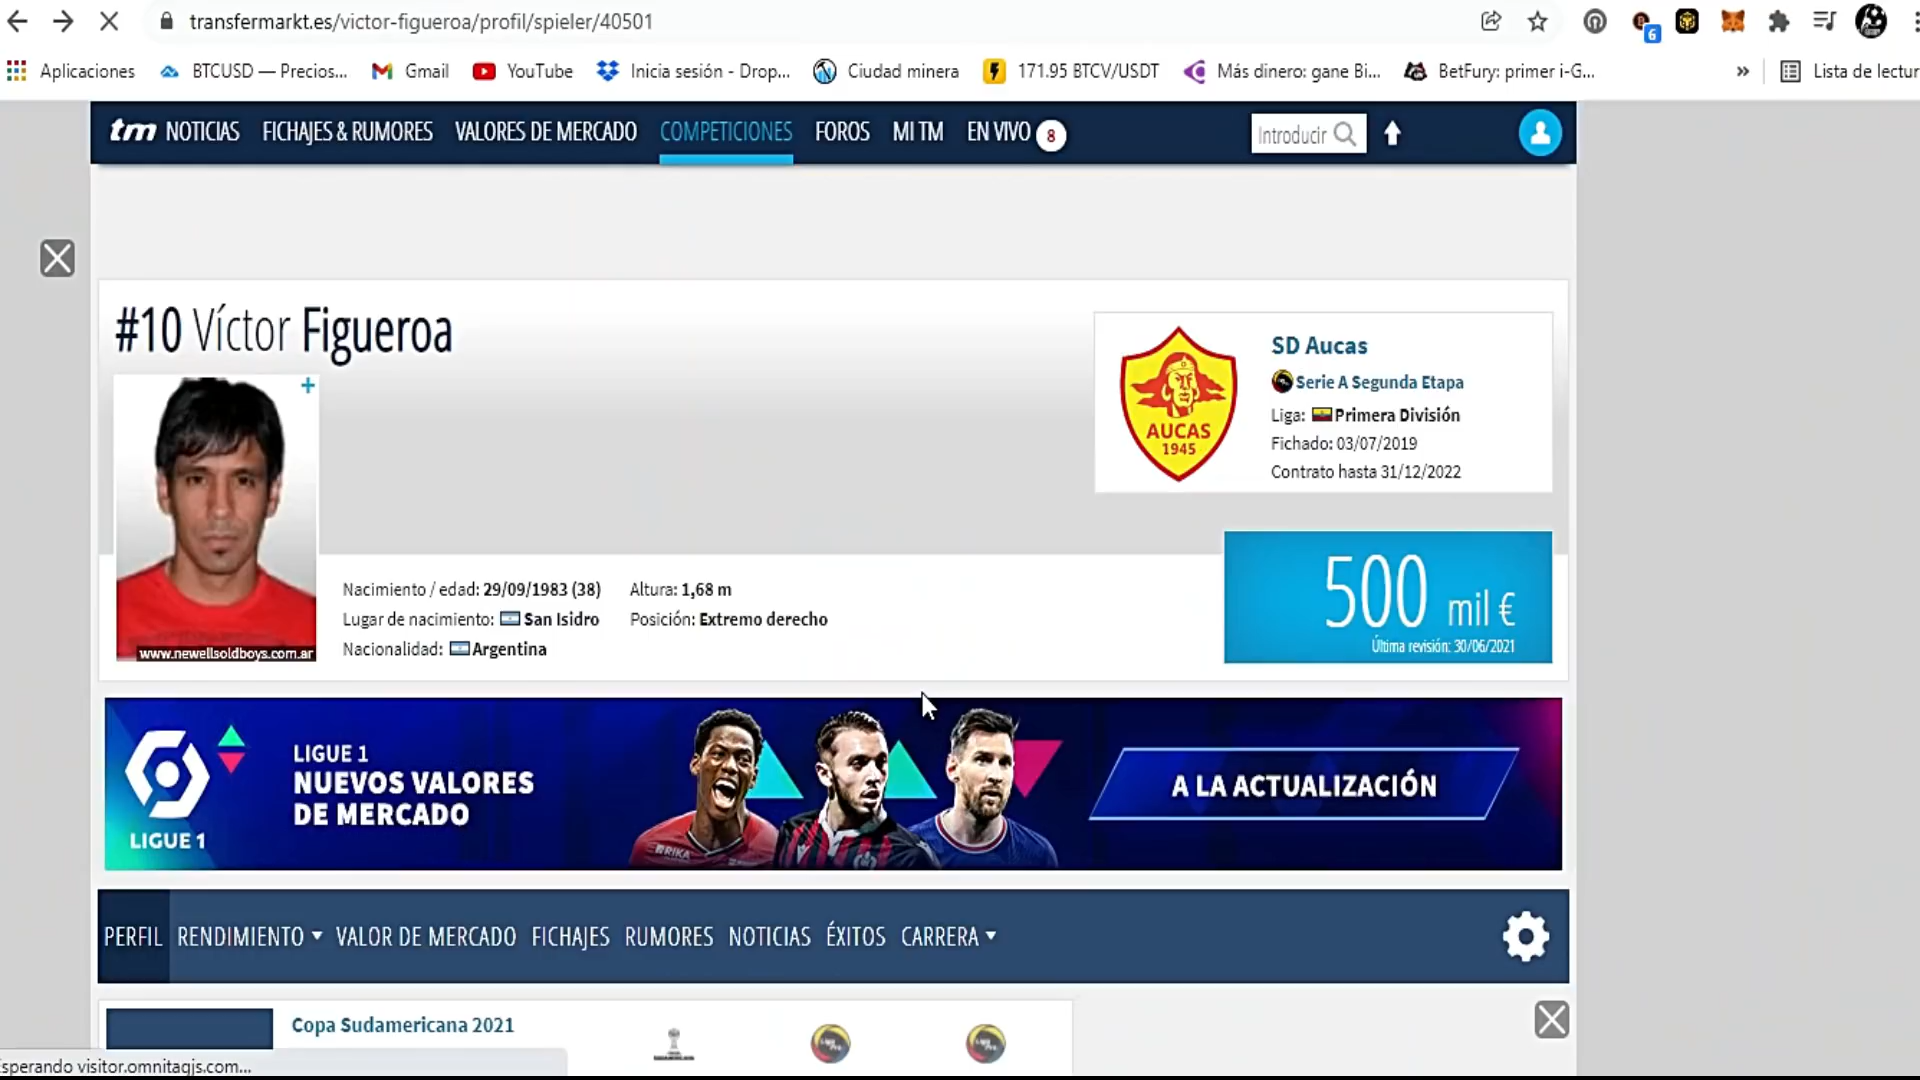 transfermarkt.es/victor-figueroa/profil/spieler/40501
6
Aplicaciones
BTCUSD — Precios...
Gmail
YouTube
Inicia sesión - Drop...
Ciudad minera
171.95 BTCV/USDT
Más dinero: gane Bi...
BetFury: primer i-G...
»
Lista de lectur
tm NOTICIAS FICHAJES & RUMORES VALORES DE MERCADO COMPETICIONES FOROS MI TM EN VIVO 8
Introducir
#10 Víctor Figueroa
AUCAS
1945
SD Aucas
Serie A Segunda Etapa
Liga: Primera División
Fichado: 03/07/2019
Contrato hasta 31/12/2022
www.newellsoldboys.com.ar
Nacimiento / edad: 29/09/1983 (38)
Lugar de nacimiento: San Isidro
Nacionalidad: Argentina
Altura: 1,68 m
Posición: Extremo derecho
500 mil €
Última revisión: 30/06/2021
LIGUE 1
LIGUE 1
NUEVOS VALORES
DE MERCADO
A LA ACTUALIZACIÓN
PERFIL RENDIMIENTO VALOR DE MERCADO FICHAJES RUMORES NOTICIAS ÉXITOS CARRERA
Copa Sudamericana 2021
sperando visitor.omnitagjs.com...